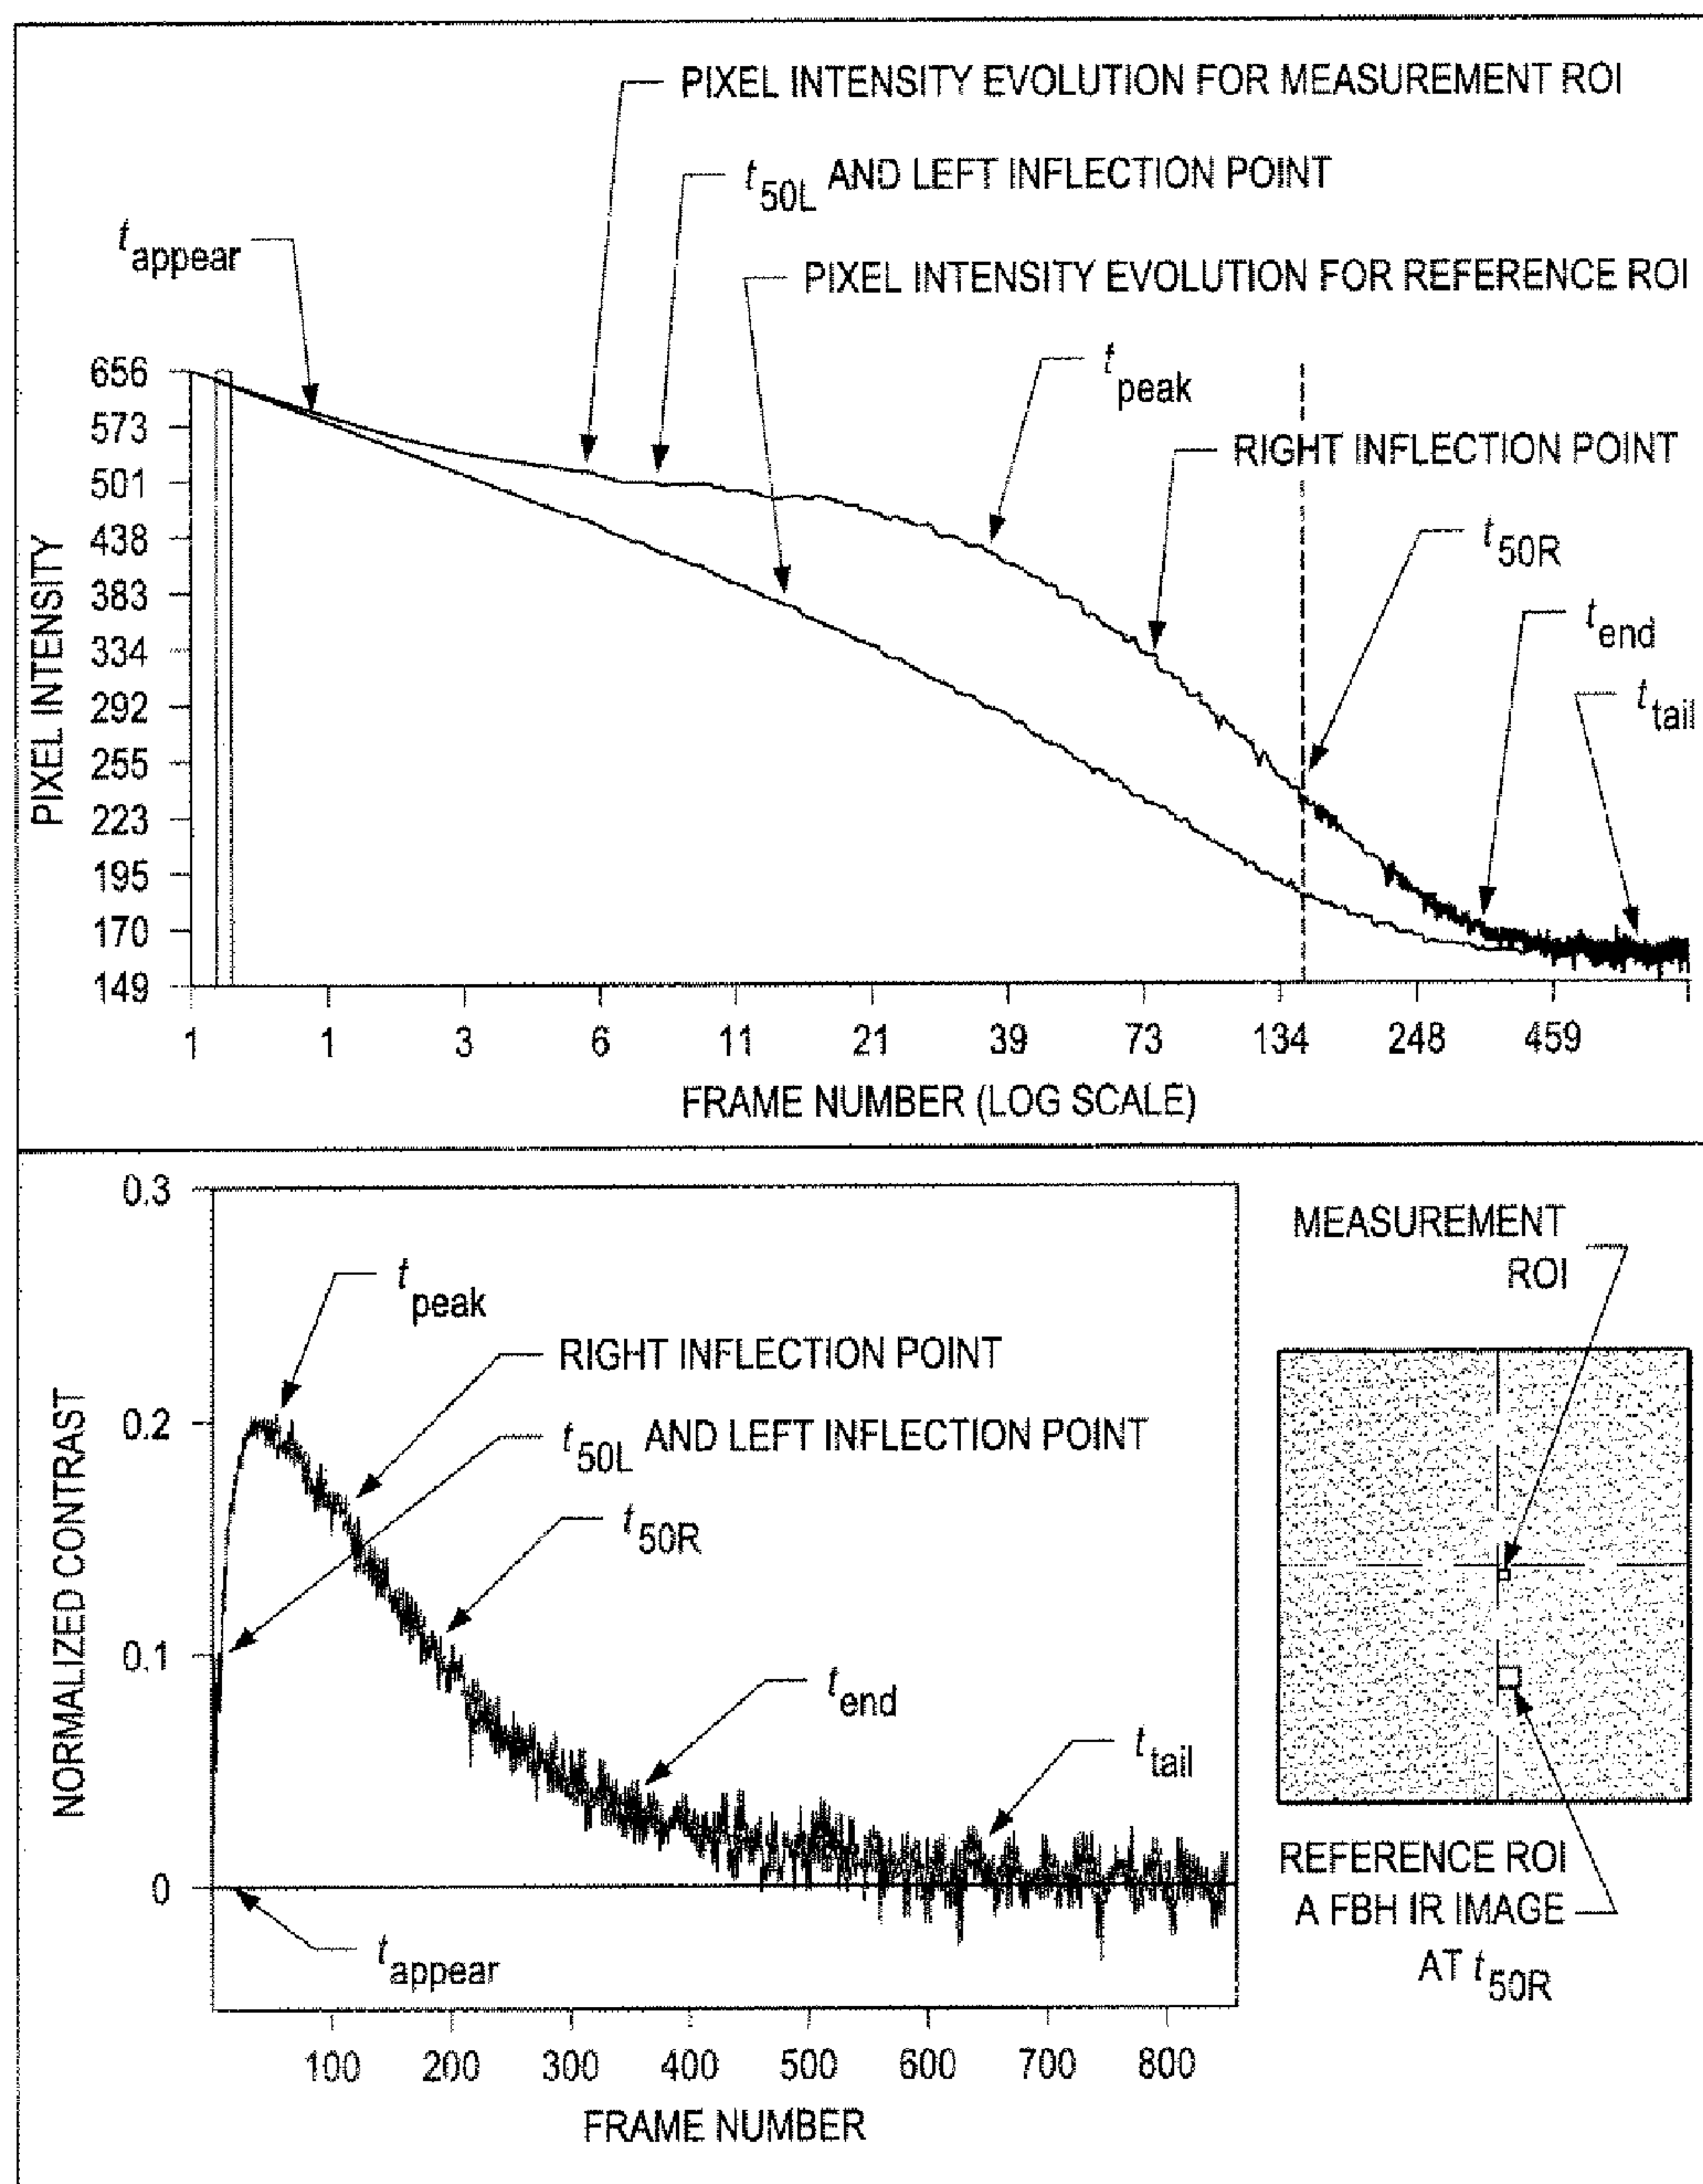 PIXEL INTENSITY EVOLUTION FOR MEASUREMENT ROI
t50L AND LEFT INFLECTION POINT
tappear
PIXEL INTENSITY EVOLUTION FOR REFERENCE ROI
tpeak
RIGHT INFLECTION POINT
t50R
tend
ttail
PIXEL INTENSITY
656
573
501
438
383
334
292
255
223
195
170
149
1 1 3 6 11 21 39 73 134 248 459
FRAME NUMBER (LOG SCALE)
NORMALIZED CONTRAST
0.3
0.2
0.1
0
tpeak
RIGHT INFLECTION POINT
t50L AND LEFT INFLECTION POINT
t50R
tend
ttail
tappear
100 200 300 400 500 600 700 800
FRAME NUMBER
MEASUREMENT
ROI
REFERENCE ROI
A FBH IR IMAGE
AT t50R